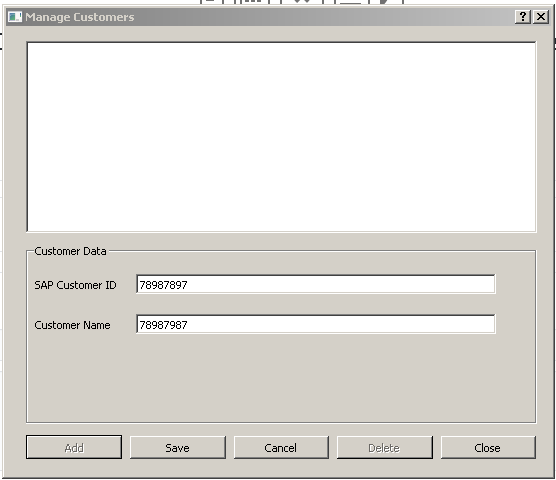 Manage Customers
Customer Data
SAP Customer ID 78987897
Customer Name 78987987
Add Save Cancel Delete Close